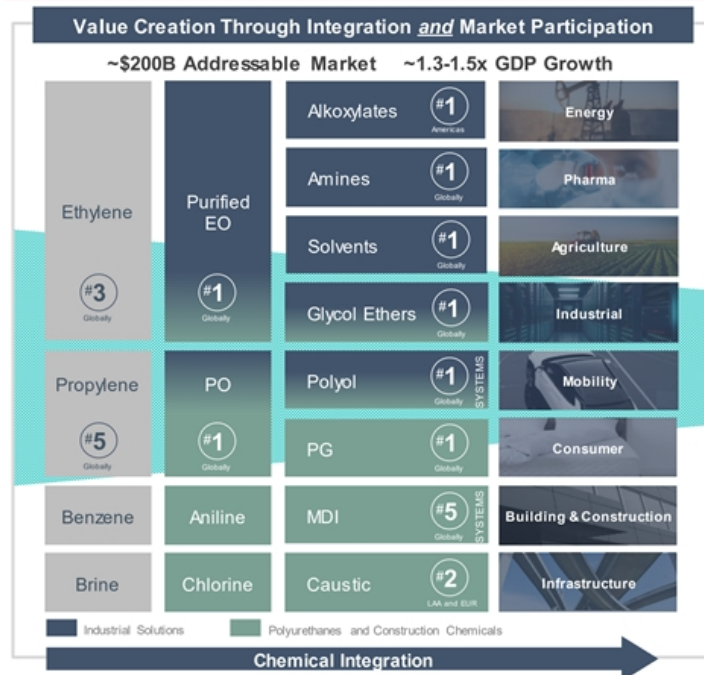 Value Creation Through Integration and Market Participation
~$200B Addressable Market ~1.3-1.5x GDP Growth
Ethylene
#3
Globally
Purified
EO
#1
Globally
Alkoxylates
#1
Americas
Energy
Amines
#1
Globally
Pharma
Solvents
#1
Globally
Agriculture
Glycol Ethers
#1
Globally
Industrial
Propylene
#5
Globally
PO
#1
Globally
Polyol
#1
Globally
SYSTEMS
Mobility
PG
#1
Globally
Consumer
Benzene
Aniline
MDI
#5
Globally
SYSTEMS
Building & Construction
Brine
Chlorine
Caustic
#2
LAA and EUR
Infrastructure
Industrial Solutions
Polyurethanes and Construction Chemicals
Chemical Integration